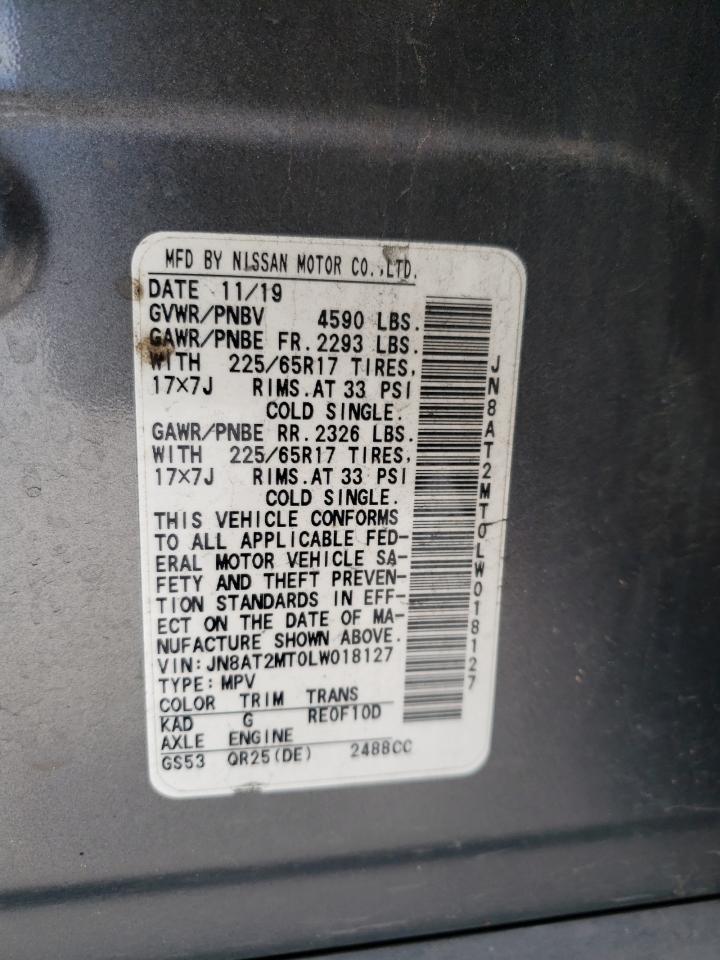 MFD BY NISSAN MOTOR CO.,LTD.
DATE 11/19
GVWR/PNBV 4590 LBS.
GAWR/PNBE FR. 2293 LBS.
WITH 225/65R17 TIRES,
17×7J RIMS. AT 33 PSI
COLD SINGLE.
GAWR/PNBE RR. 2326 LBS.
WITH 225/65R17 TIRES,
17×7J RIMS. AT 33 PSI
COLD SINGLE.
THIS VEHICLE CONFORMS
TO ALL APPLICABLE FED-
ERAL MOTOR VEHICLE SA-
FETY AND THEFT PREVEN-
TION STANDARDS IN EFF-
ECT ON THE DATE OF MA-
NUFACTURE SHOWN ABOVE.
VIN:JN8AT2MT0LW018127
TYPE:MPV
COLOR TRIM TRANS
KAD G RE0F10D
AXLE ENGINE
GS53 QR25(DE) 2488CC
JN8AT2MT0LW018127